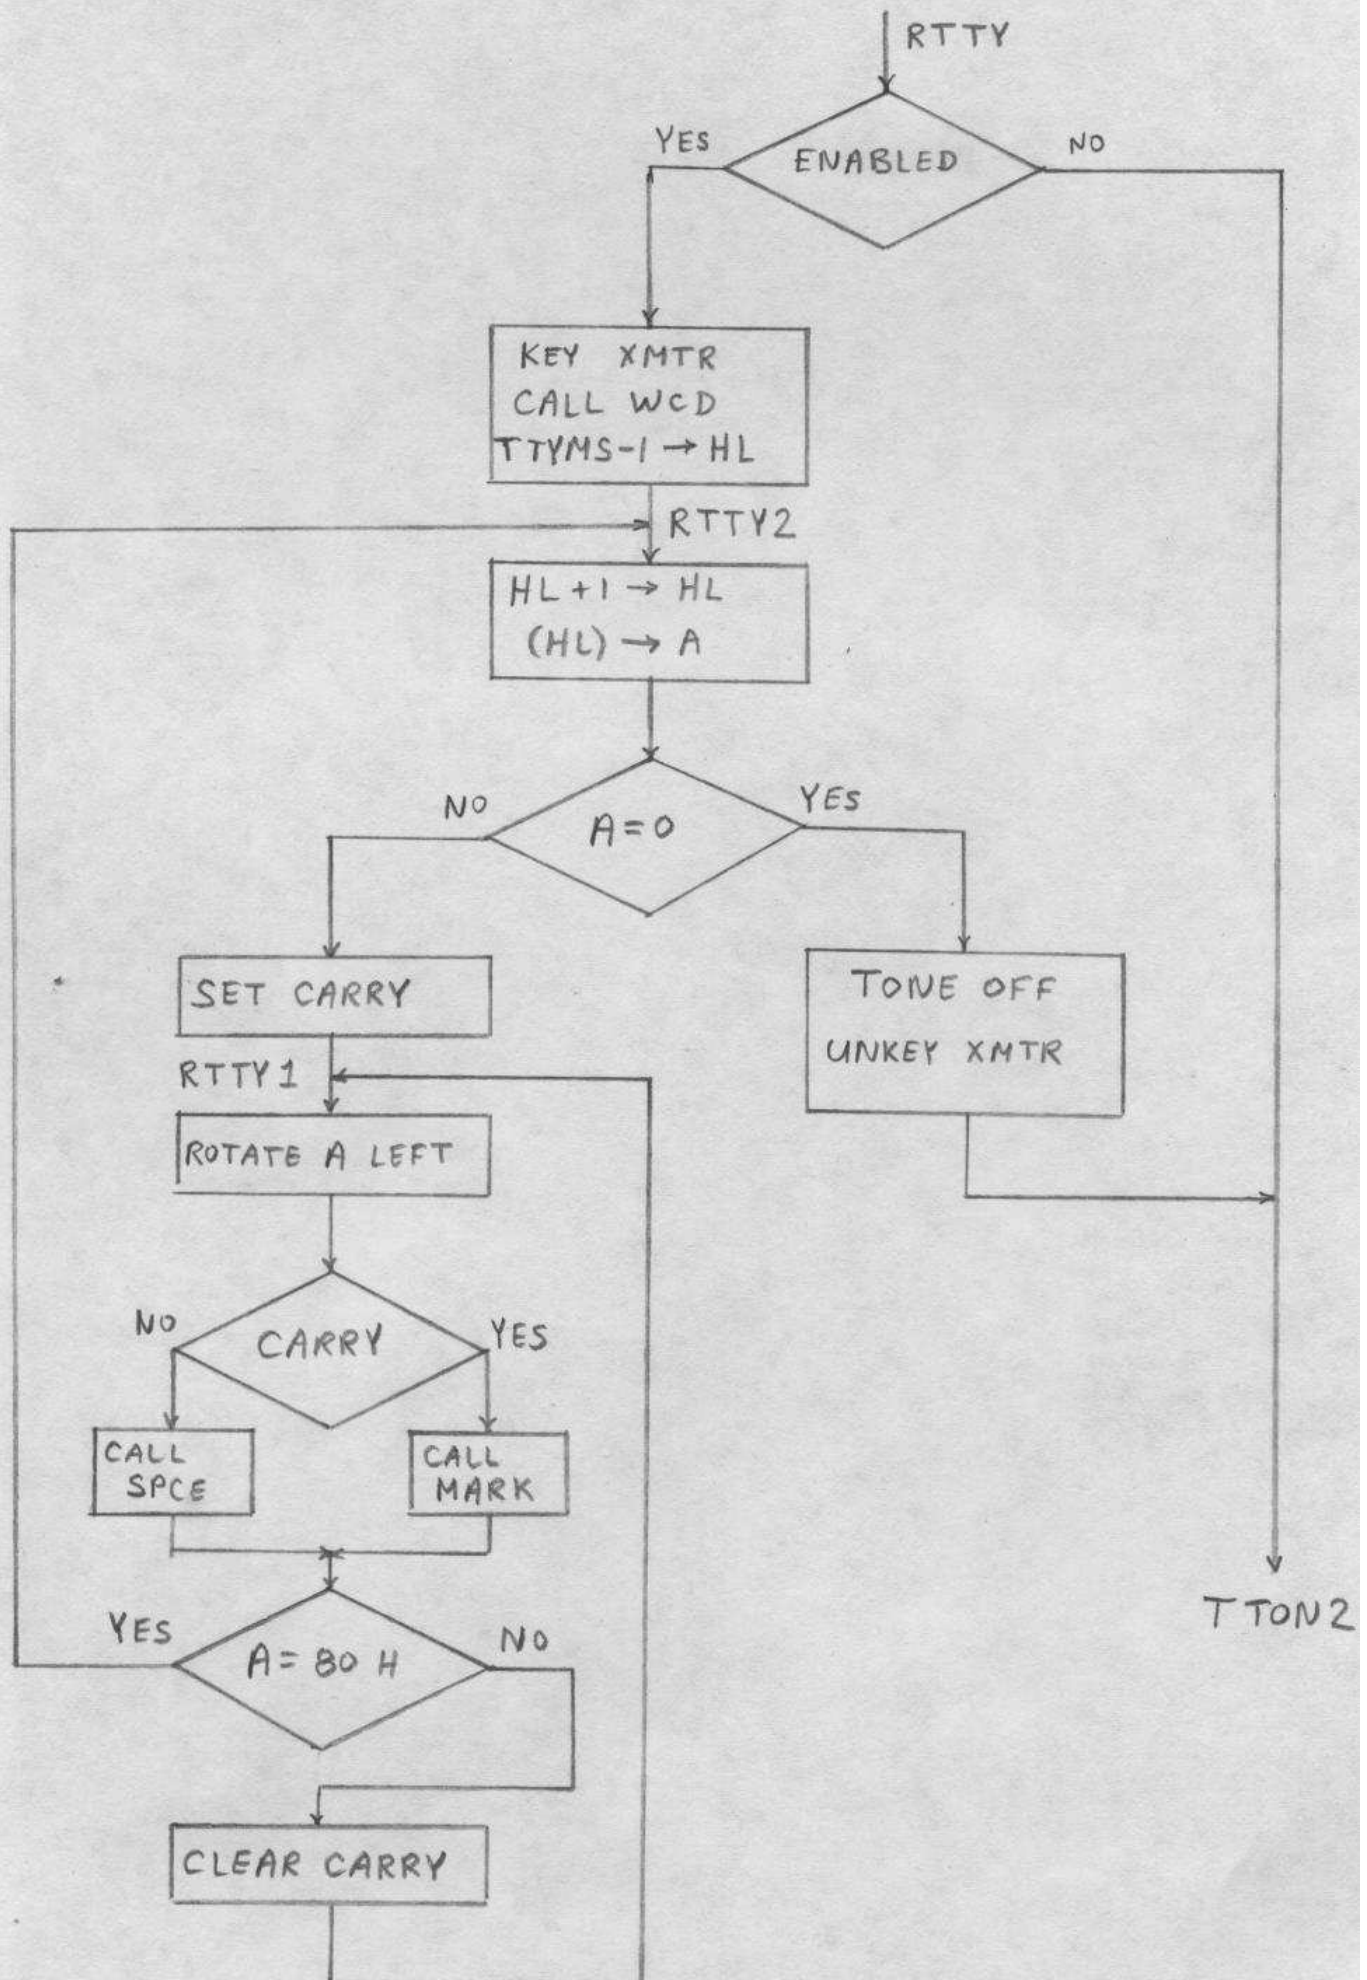 RTTY
YES
ENABLED
NO
KEY XMTR
CALL WCD
TTYMS-1 → HL
RTTY2
HL+1 → HL
(HL) → A
NO
A=0
YES
SET CARRY
TONE OFF
UNKEY XMTR
RTTY1
ROTATE A LEFT
NO
CARRY
YES
CALL
SPCE
CALL
MARK
YES
A=80 H
NO
TTON2
CLEAR CARRY